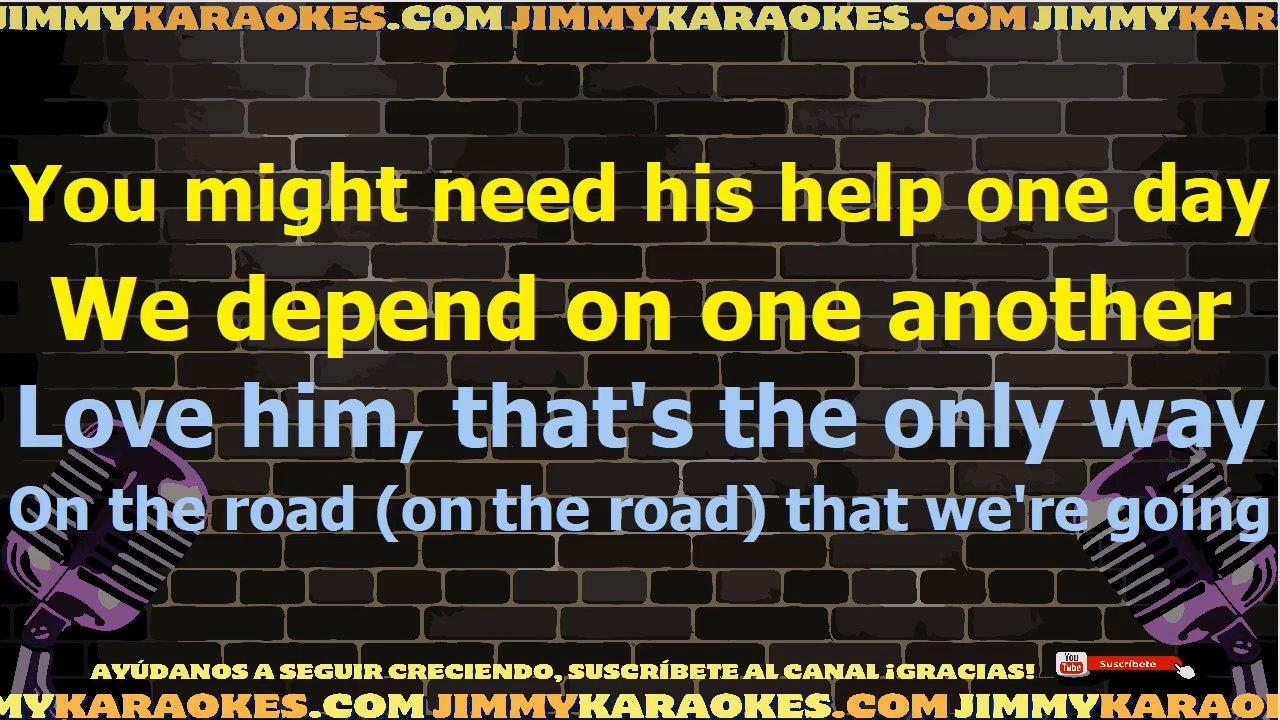 JIMMYKARAOKES.COM JIMMYKARAOKES.COM JIMMYKAR
You might need his help one day
We depend on one another
Love him, that's the only way
On the road (on the road) that we're going
AYÚDANOS A SEGUIR CRECIENDO, SUSCRÍBETE AL CANAL ¡GRACIAS! You Tube Suscríbete
MYKARAOKES.COM JIMMYKARAOKES.COM JIMMYKARAO